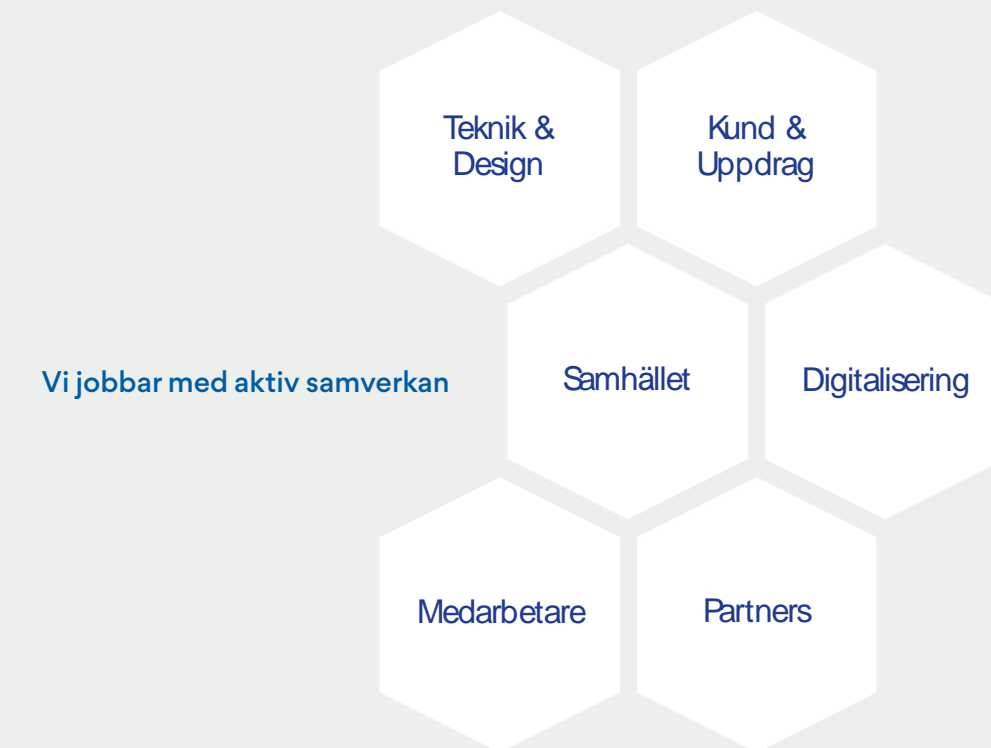 Teknik &
Design
Kund &
Uppdrag
Vi jobbar med aktiv samverkan
Samhället
Digitalisering
Medarbetare
Partners